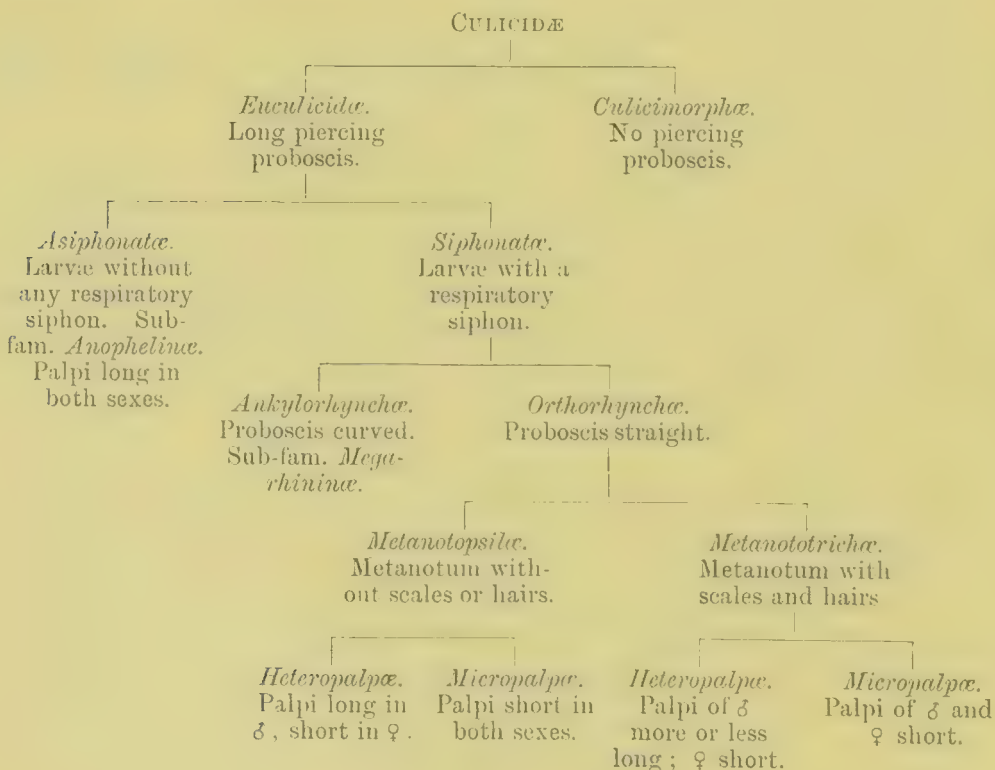 CULICIDÆ
Euculicidæ.
Long piercing
proboscis.
Culicimorphæ.
No piercing
proboscis.
Asiphonatæ.
Larvæ without
any respiratory
siphon. Sub-
fam. Anophelinæ.
Palpi long in
both sexes.
Siphonatæ.
Larvæ with a
respiratory
siphon.
Ankylorhynchæ.
Proboscis curved.
Sub-fam. Mega-
rhininæ.
Orthorhynchæ.
Proboscis straight.
Metanotopsilæ.
Metanotum with-
out scales or hairs.
Metanototrichæ.
Metanotum with
scales and hairs
Heteropalpæ.
Palpi long in
♂, short in ♀.
Micropalpæ.
Palpi short in
both sexes.
Heteropalpæ.
Palpi of ♂
more or less
long; ♀ short.
Micropalpæ.
Palpi of ♂ and
♀ short.